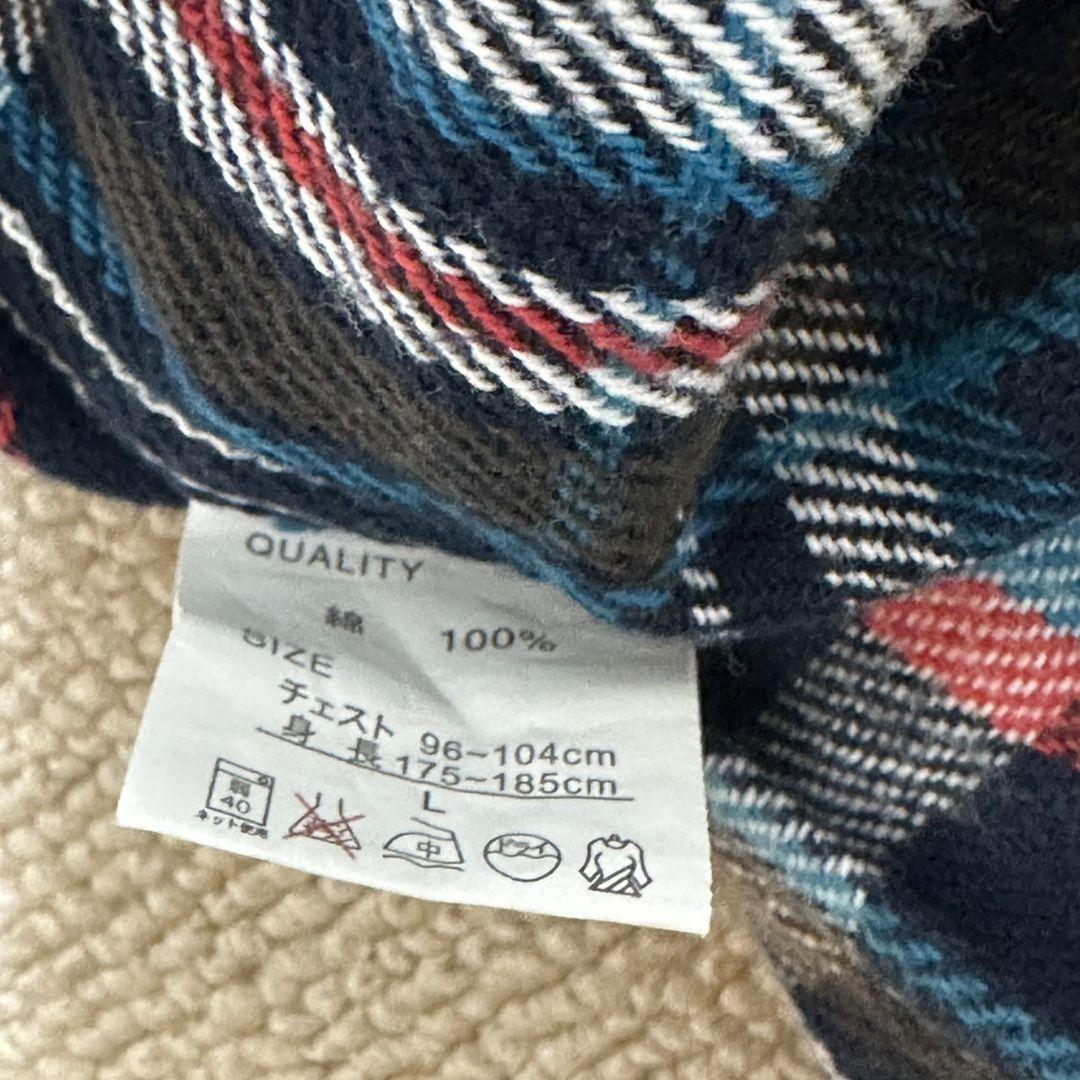 QUALITY
綿 100%
SIZE
チェスト 96-104cm
身 長 175-185cm
L
弱
40
ネット使用
中
ドライ